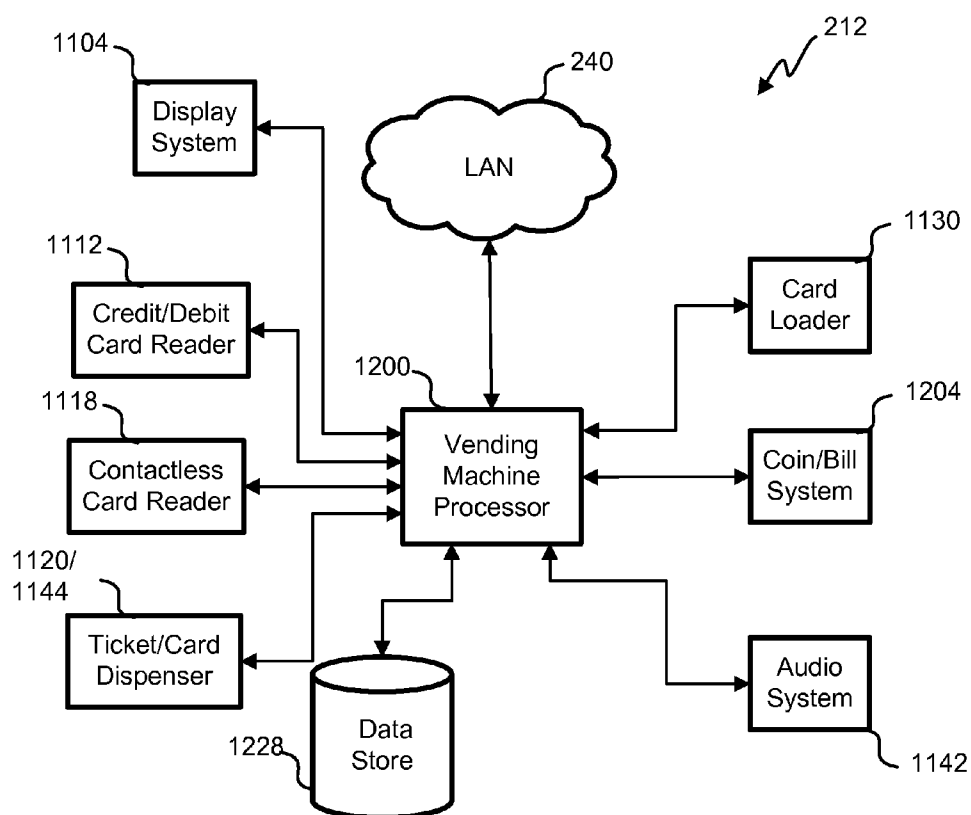 212
1104
Display
System
240
LAN
1112
Credit/Debit
Card Reader
1130
Card
Loader
1200
Vending
Machine
Processor
1118
Contactless
Card Reader
1204
Coin/Bill
System
1120/
1144
Ticket/Card
Dispenser
1228
Data
Store
Audio
System
1142